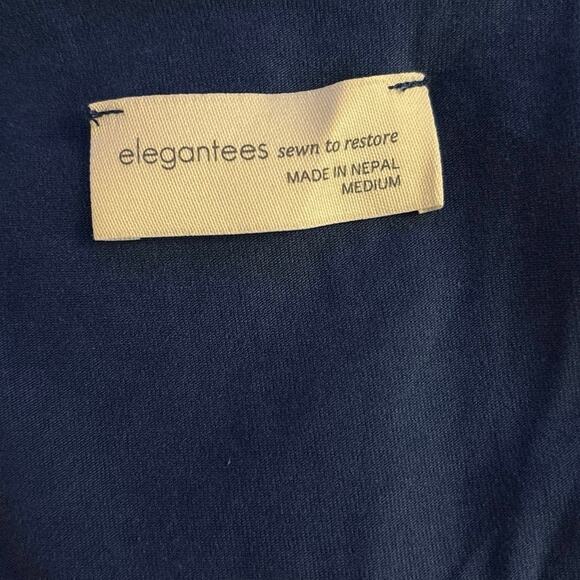 elegantees sewn to restore
MADE IN NEPAL
MEDIUM